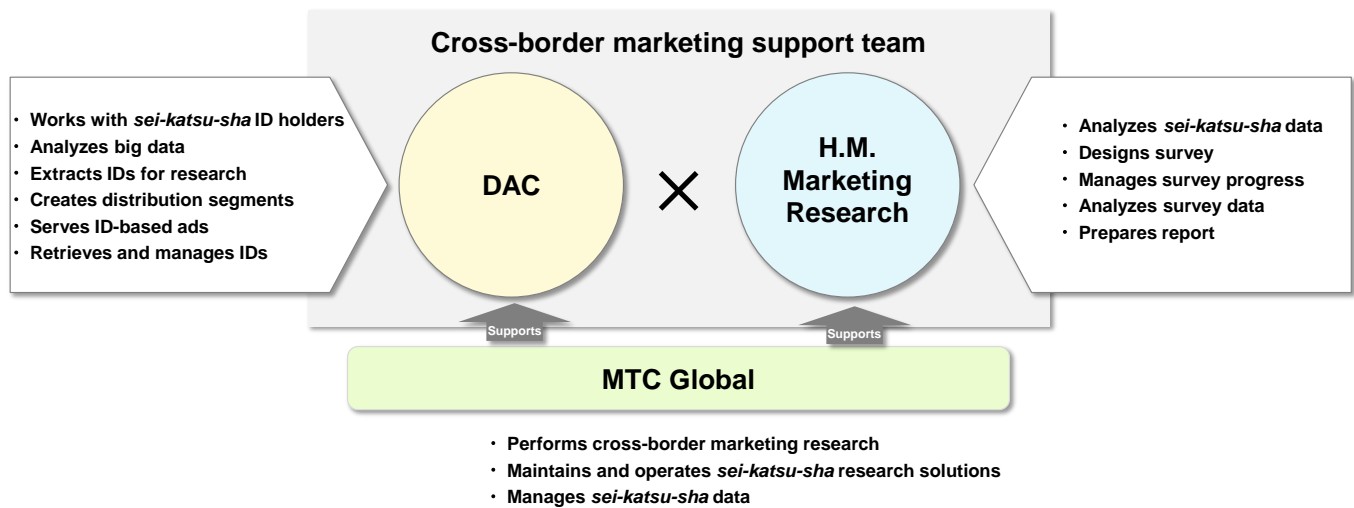 Cross-border marketing support team
・ Works with sei-katsu-sha ID holders
・ Analyzes big data
・ Extracts IDs for research
・ Creates distribution segments
・ Serves ID-based ads
・ Retrieves and manages IDs
DAC
×
H.M.
Marketing
Research
・ Analyzes sei-katsu-sha data
・ Designs survey
・ Manages survey progress
・ Analyzes survey data
・ Prepares report
Supports
Supports
MTC Global
・ Performs cross-border marketing research
・ Maintains and operates sei-katsu-sha research solutions
・ Manages sei-katsu-sha data